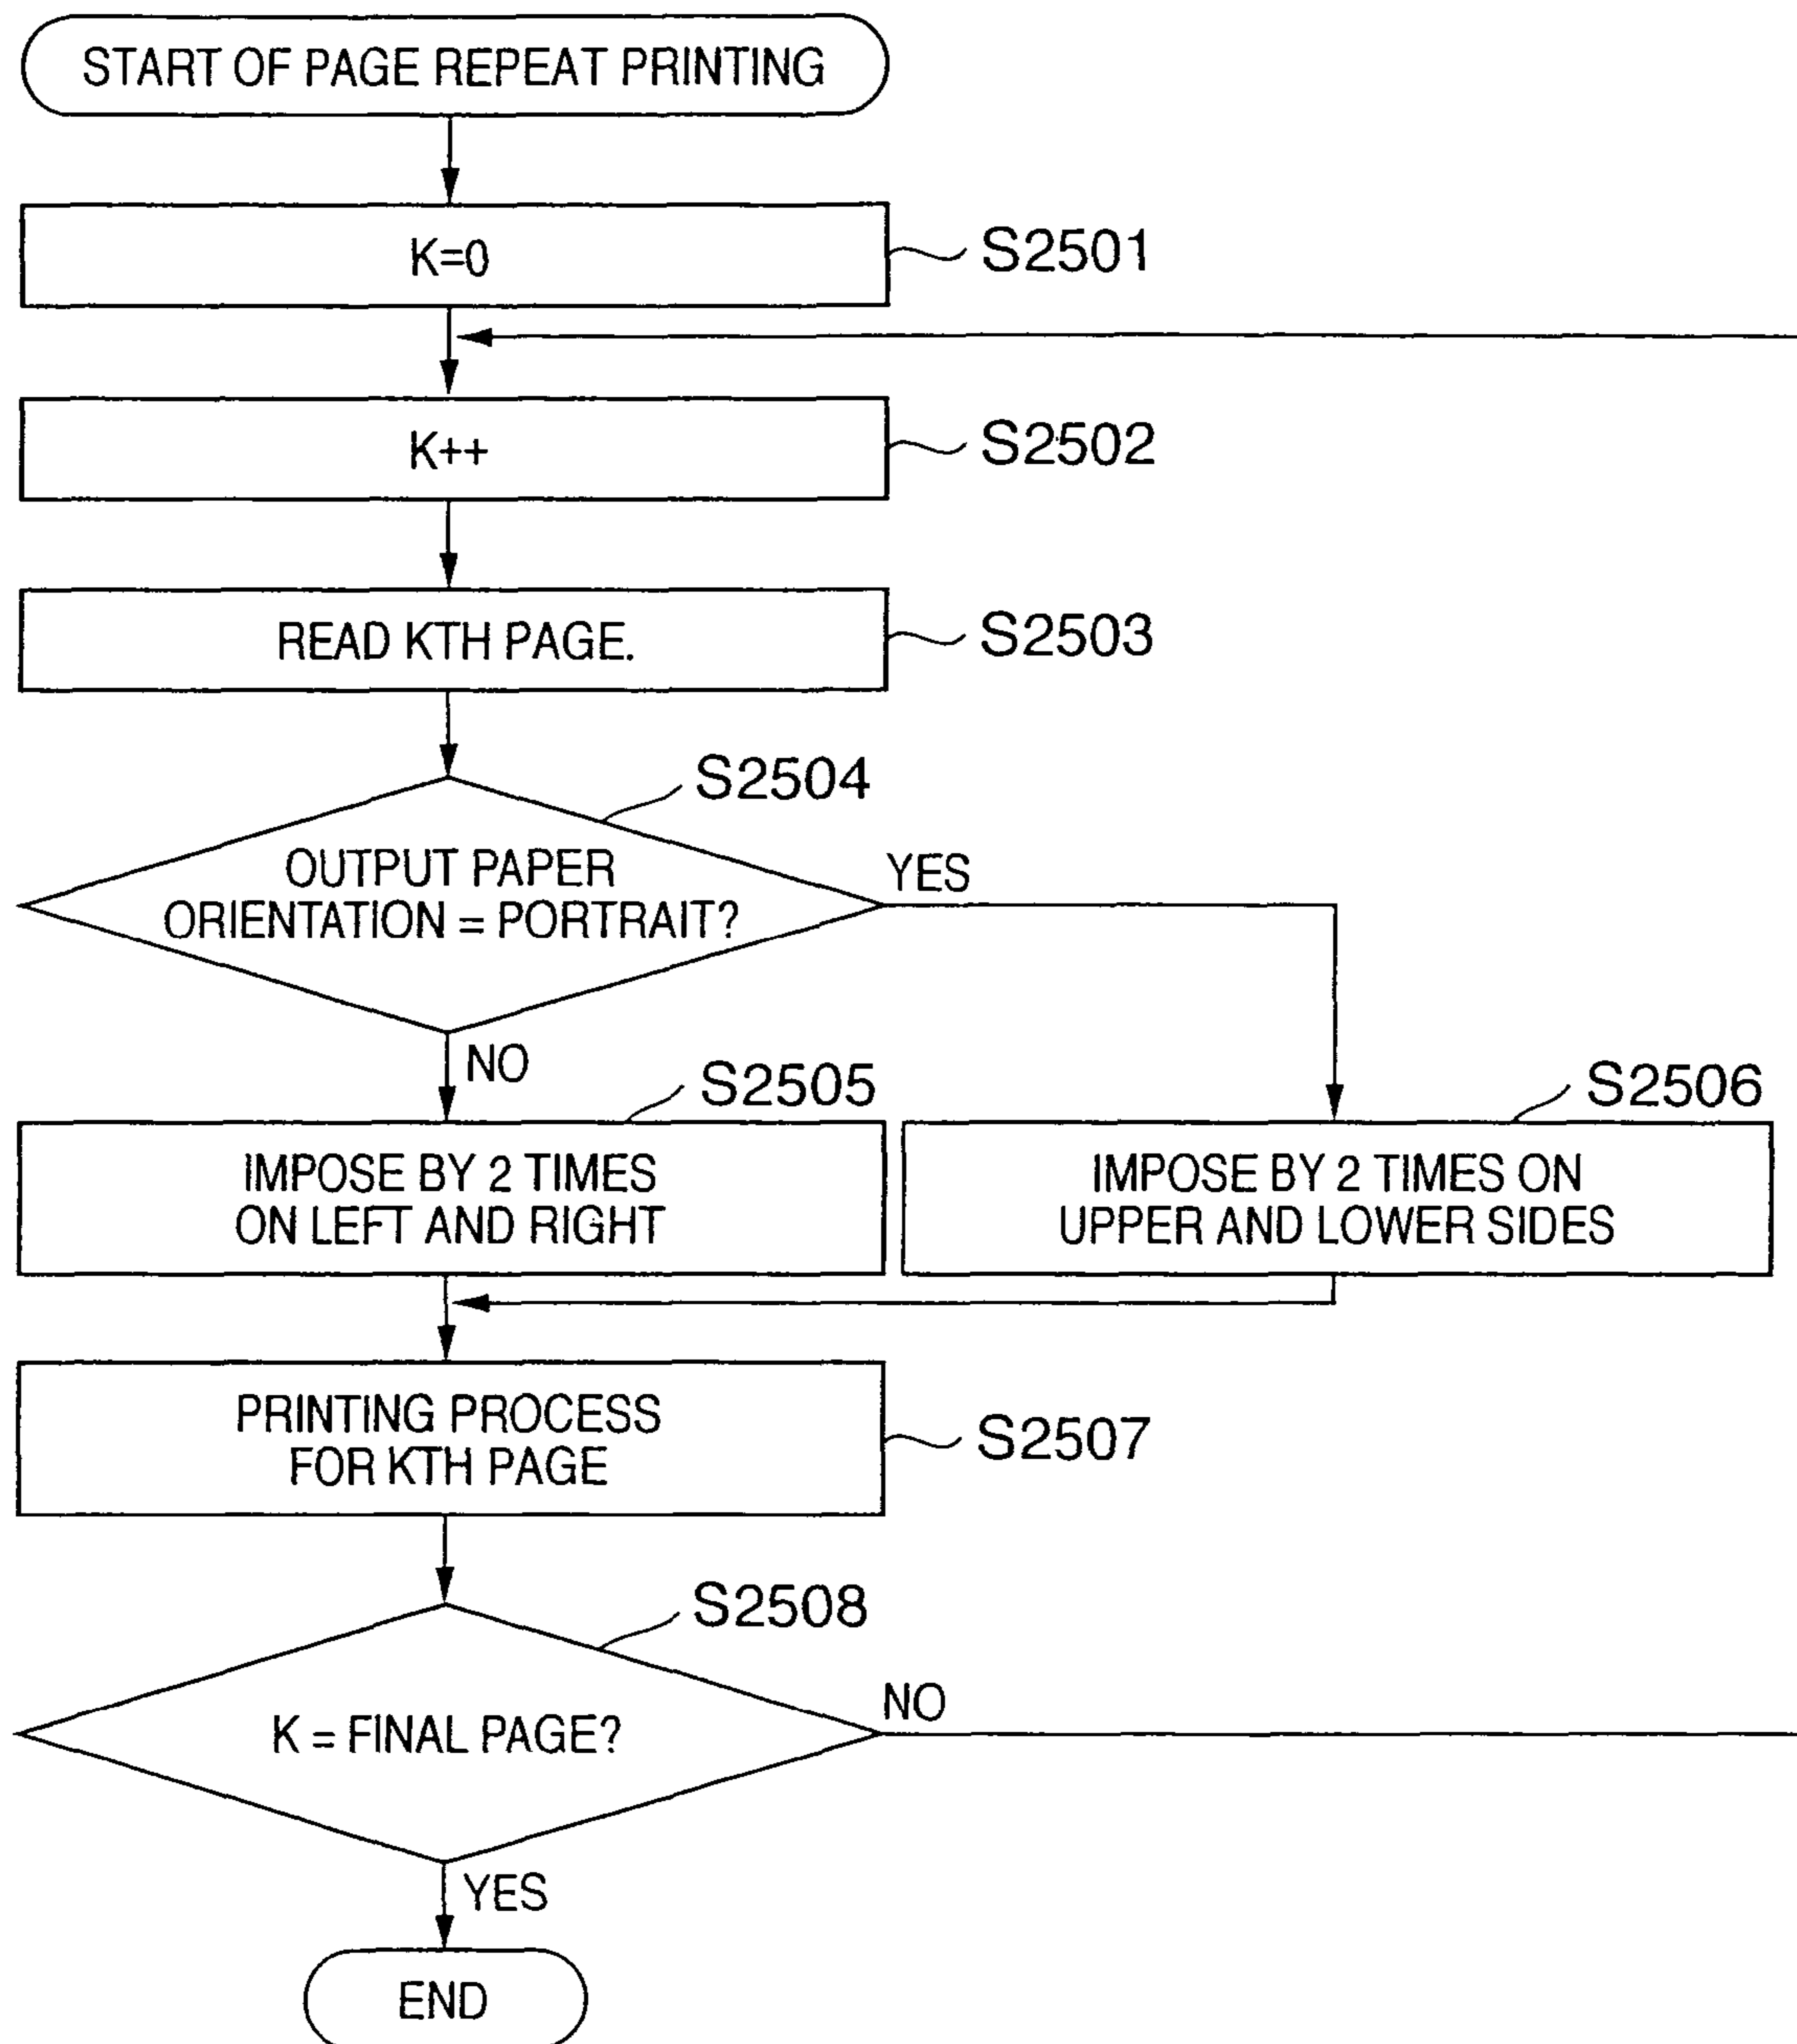 START OF PAGE REPEAT PRINTING
K=0
S2501
K++
S2502
READ KTH PAGE.
S2503
S2504
OUTPUT PAPER
ORIENTATION = PORTRAIT?
YES
NO
S2505
IMPOSE BY 2 TIMES
ON LEFT AND RIGHT
S2506
IMPOSE BY 2 TIMES ON
UPPER AND LOWER SIDES
PRINTING PROCESS
FOR KTH PAGE
S2507
S2508
K = FINAL PAGE?
NO
YES
END